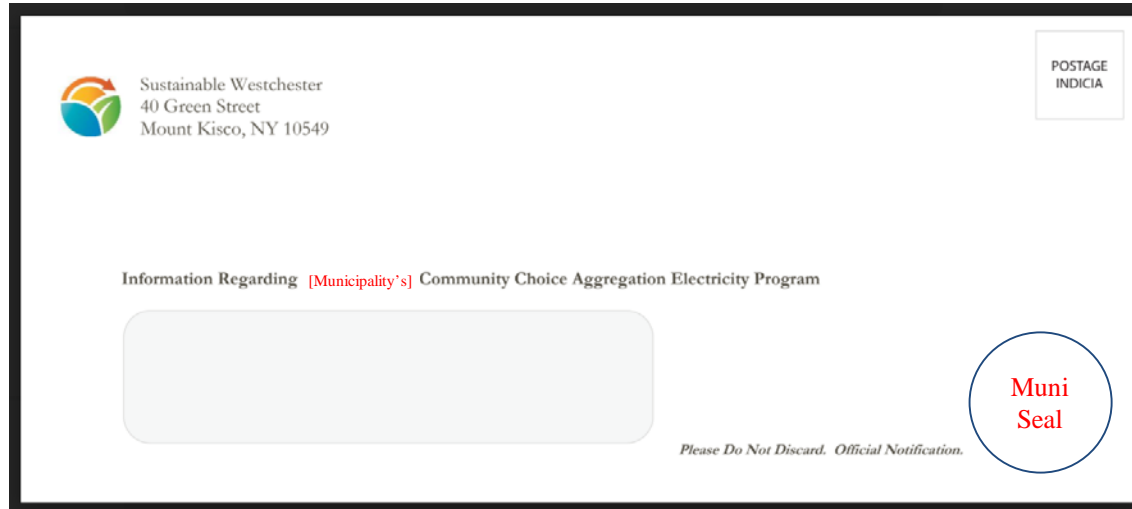 Sustainable Westchester
40 Green Street
Mount Kisco, NY 10549
POSTAGE
INDICIA
Information Regarding [Municipality’s] Community Choice Aggregation Electricity Program
Muni
Seal
Please Do Not Discard. Official Notification.